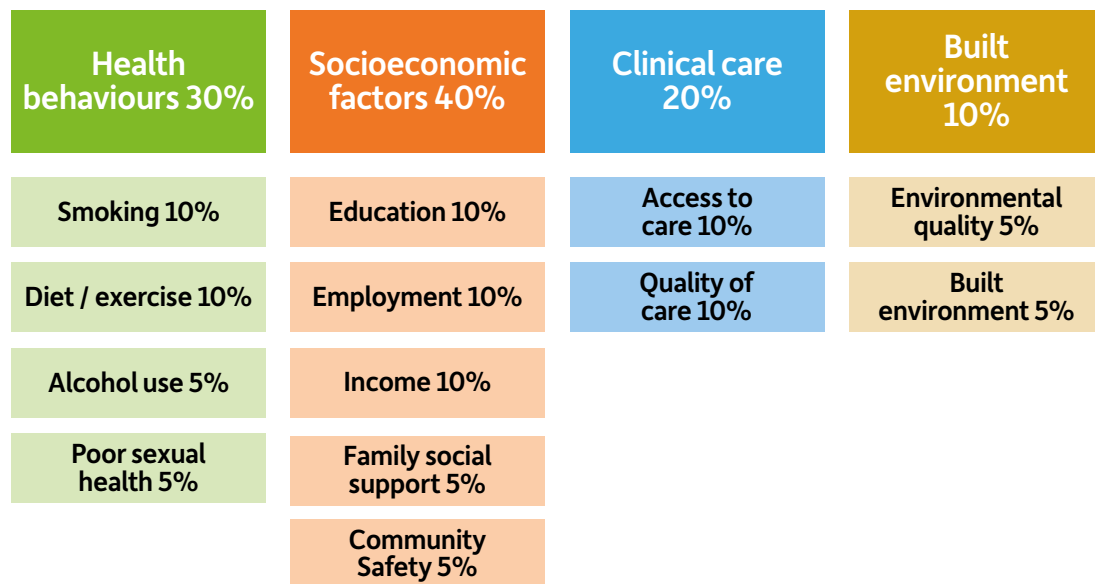 Health
behaviours 30%
Smoking 10%
Diet / exercise 10%
Alcohol use 5%
Poor sexual
health 5%
Socioeconomic
factors 40%
Education 10%
Employment 10%
Income 10%
Family social
support 5%
Community
Safety 5%
Clinical care
20%
Access to
care 10%
Quality of
care 10%
Built
environment
10%
Environmental
quality 5%
Built
environment 5%